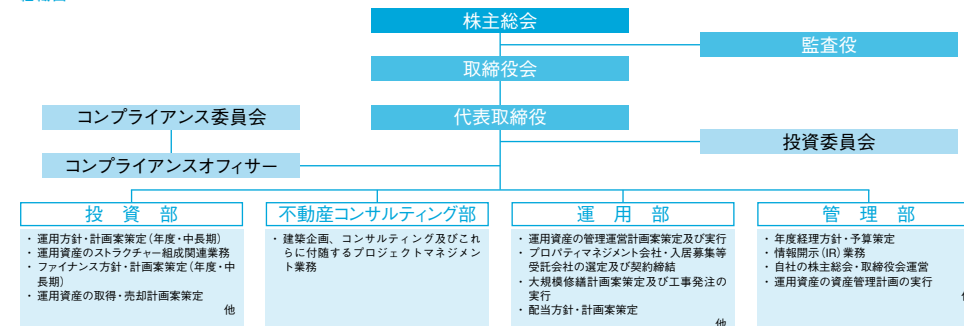 株主総会
監査役
取締役会
コンプライアンス委員会
代表取締役
投資委員会
コンプライアンスオフィサー
投資部
・運用方針・計画案策定(年度・中長期)
・運用資産のストラクチャー組成関連業務
・ファイナンス方針・計画案策定(年度・中
長期)
・運用資産の取得・売却計画案策定
他
不動産コンサルティング部
・建築企画、コンサルティング及びこれ
らに付随するプロジェクトマネジメン
ト業務
運用部
・運用資産の管理運営計画案策定及び実行
・プロパティマネジメント会社・入居募集等
受託会社の選定及び契約締結
・大規模修繕計画案策定及び工事発注の
実行
・配当方針・計画案策定
他
管理部
・年度経理方針・予算策定
・情報開示(IR)業務
・自社の株主総会・取締役会運営
・運用資産の資産管理計画の実行